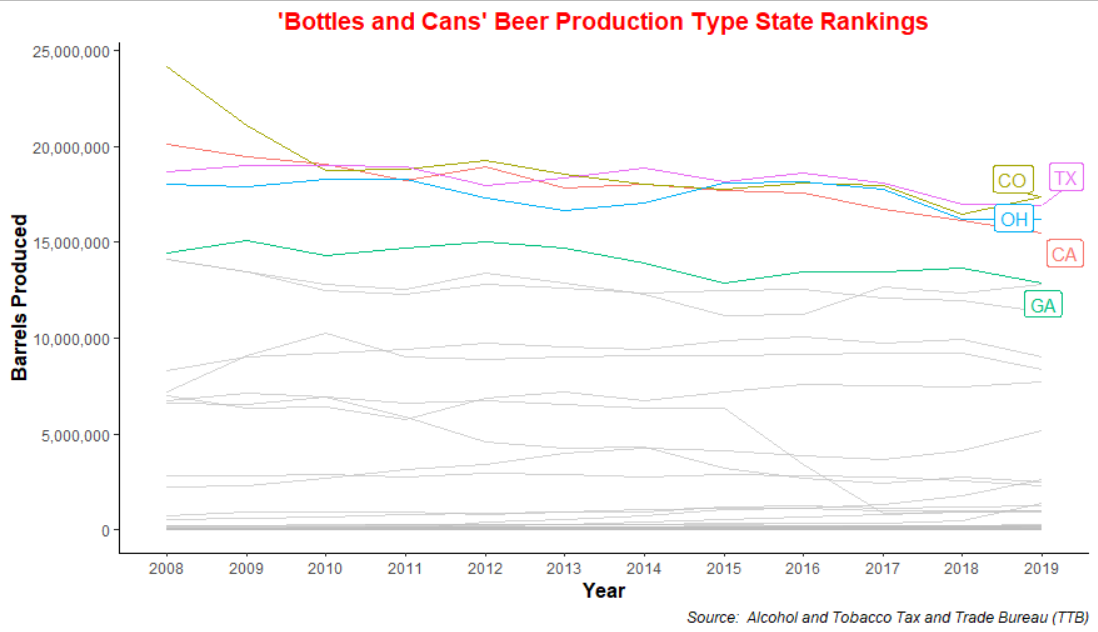 'Bottles and Cans' Beer Production Type State Rankings
25,000,000
20,000,000
15,000,000
10,000,000
5,000,000
0
Barrels Produced
CO
TX
OH
CA
GA
2008 2009 2010 2011 2012 2013 2014 2015 2016 2017 2018 2019
Year
Source: Alcohol and Tobacco Tax and Trade Bureau (TTB)